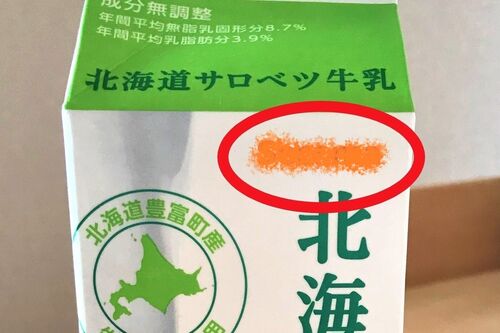 成分無調整
年間平均無脂乳固形分8.7%
年間平均乳脂肪分3.9%
北海道サロベツ牛乳
北海
北海道豊富町産